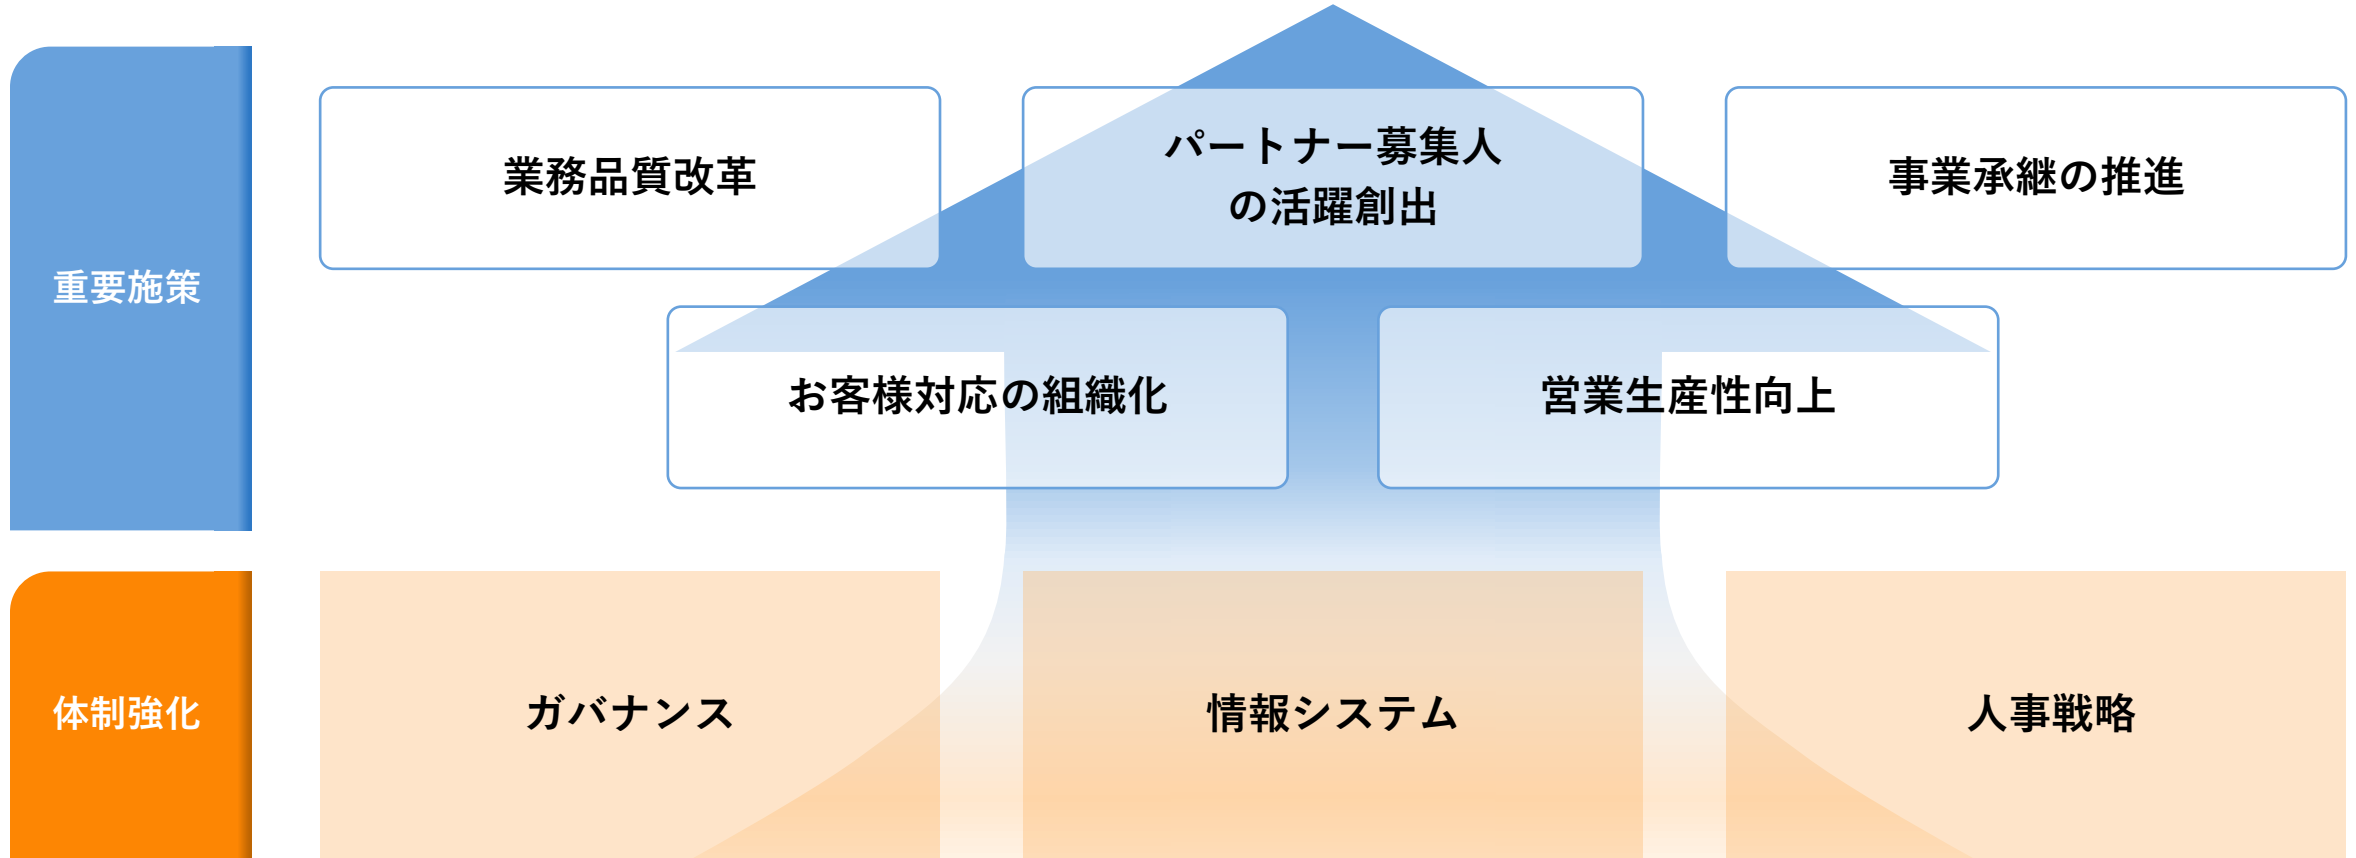 重要施策
業務品質改革
パートナー募集人
の活躍創出
事業承継の推進
お客様対応の組織化
営業生産性向上
体制強化
ガバナンス
情報システム
人事戦略